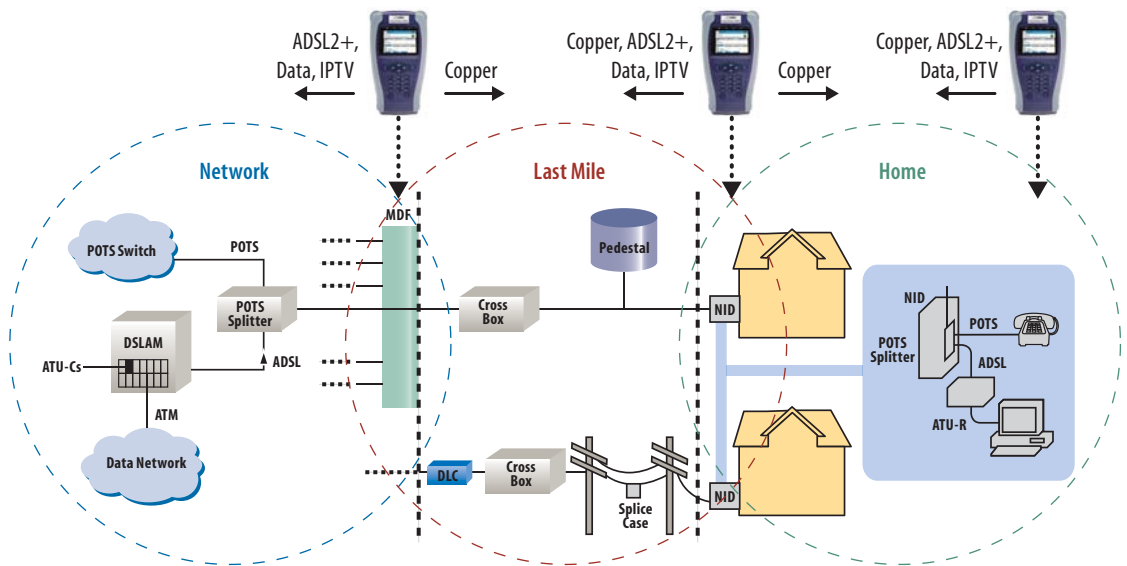 ADSL2+,
Data, IPTV
Copper
Copper, ADSL2+,
Data, IPTV
Copper
Copper, ADSL2+,
Data, IPTV
Network
Last Mile
Home
MDF
POTS Switch
POTS
POTS
Splitter
DSLAM
ATU-Cs
ADSL
ATM
Data Network
Cross
Box
Pedestal
NID
DLC
Cross
Box
Splice
Case
NID
NID
POTS
Splitter
POTS
ADSL
ATU-R